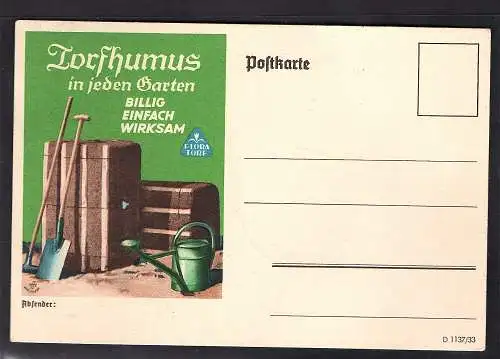 Torfhumus
in jeden Garten
BILLIG
EINFACH
WIRKSAM
FLORA
TORF
Postkarte
Absender:
D 1137/33